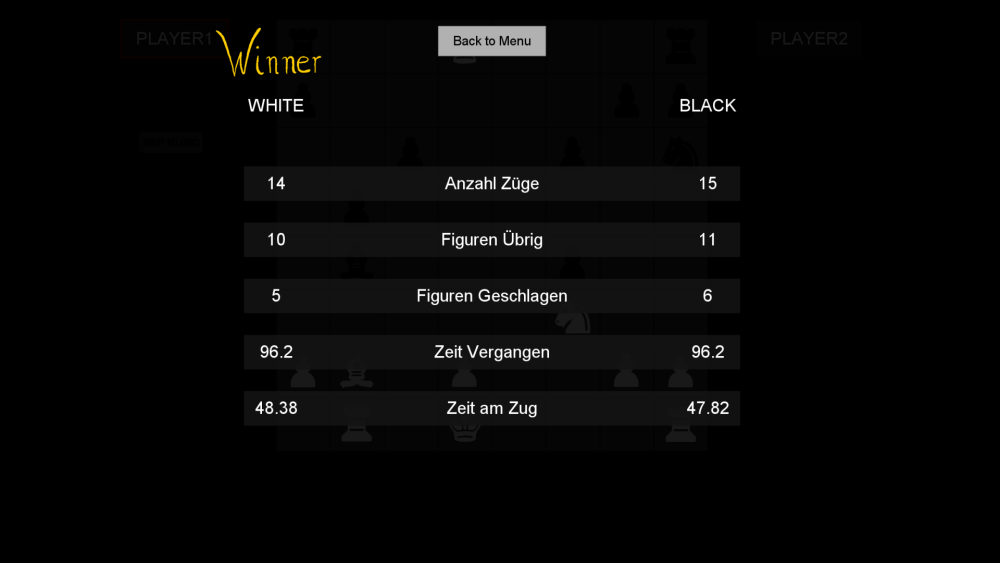 PLAYER1
Winner
Back to Menu
PLAYER2
WHITE
BLACK
14 Anzahl Züge 15
10 Figuren Übrig 11
5 Figuren Geschlagen 6
96.2 Zeit Vergangen 96.2
48.38 Zeit am Zug 47.82